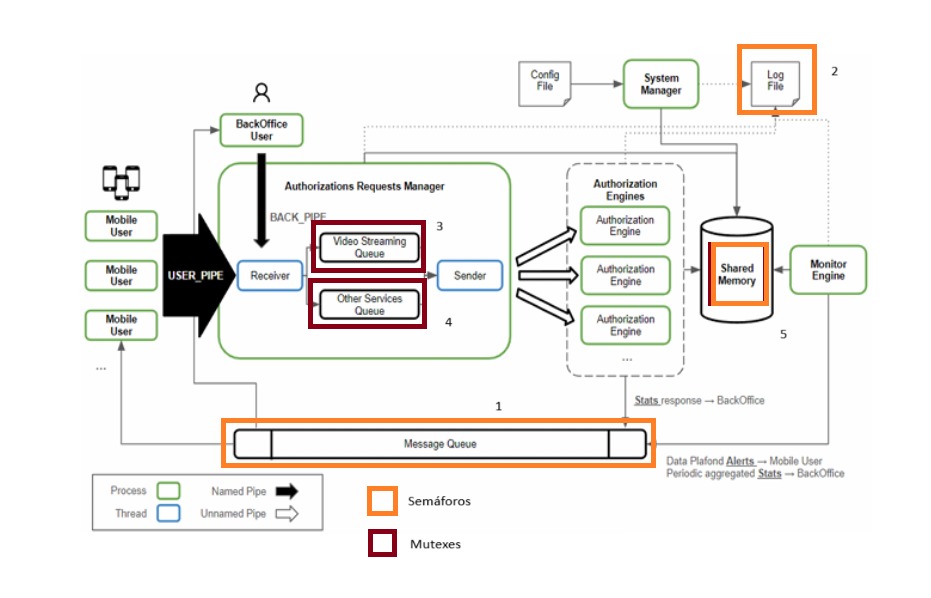 Config
File
System
Manager
Log
File
2
BackOffice
User
Authorizations Requests Manager
BACK_PIPE
3
Video Streaming
Queue
Mobile
User
Mobile
User
Mobile
User
...
USER_PIPE
Receiver
Sender
Other Services
Queue
4
Authorization
Engines
Authorization
Engine
Authorization
Engine
Authorization
Engine
...
Shared
Memory
Monitor
Engine
5
Stats response → BackOffice
1
Message Queue
Data Plafond Alerts → Mobile User
Periodic aggregated Stats → BackOffice
Process
Named Pipe
Thread
Unnamed Pipe
Semáforos
Mutexes